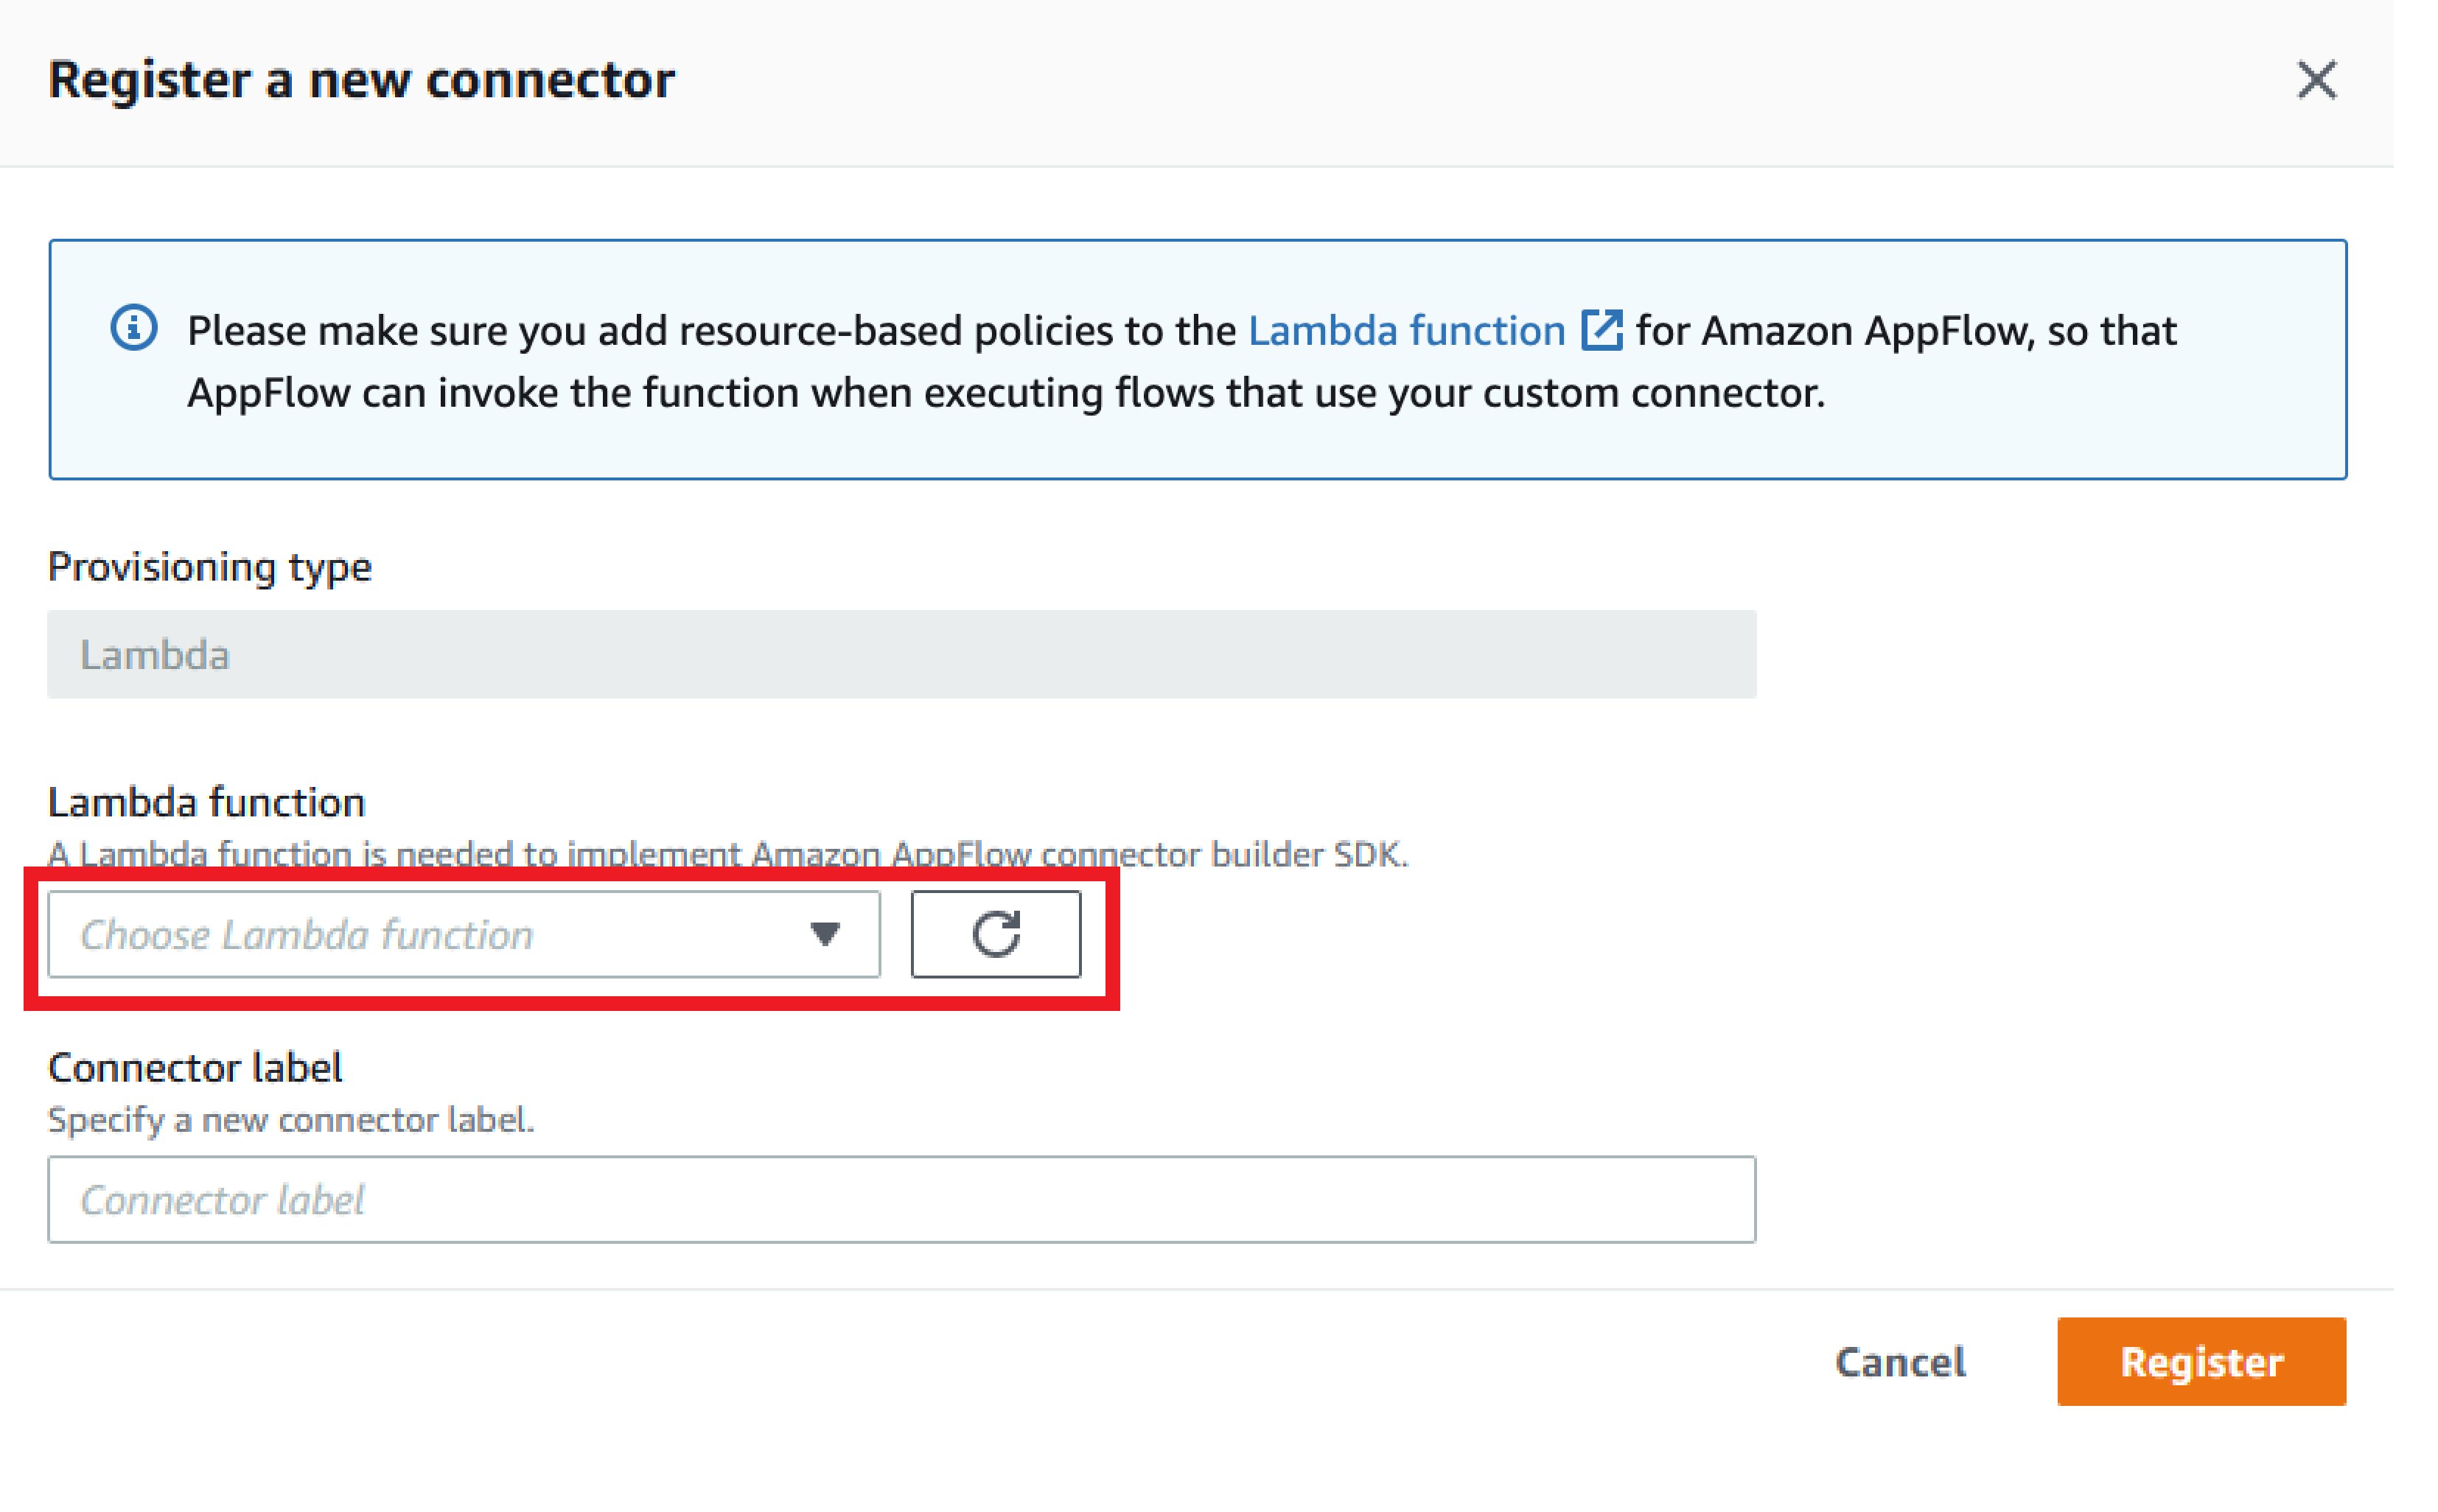 Register a new connector
Please make sure you add resource-based policies to the Lambda function for Amazon AppFlow, so that
AppFlow can invoke the function when executing flows that use your custom connector.
Provisioning type
Lambda
Lambda function
A Lambda function is needed to implement Amazon AppFlow connector builder SDK.
Choose Lambda function
Connector label
Specify a new connector label.
Connector label
Cancel
Register